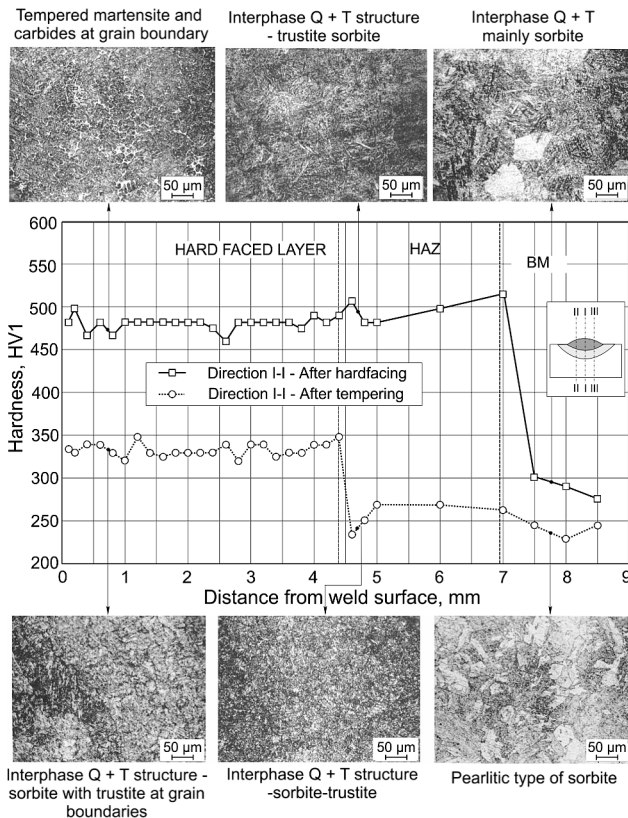 Tempered martensite and
carbides at grain boundary
Interphase Q + T structure
- trustite sorbite
Interphase Q + T
mainly sorbite
50 µm
50 µm
50 µm
600
550
500
450
400
350
300
250
200
Hardness, HV1
HARD FACED LAYER
HAZ
BM
II I III
II I III
Direction I-I - After hardfacing
Direction I-I - After tempering
0 1 2 3 4 5 6 7 8 9
Distance from weld surface, mm
50 µm
50 µm
50 µm
Interphase Q + T structure -
sorbite with trustite at grain
boundaries
Interphase Q + T structure
-sorbite-trustite
Pearlitic type of sorbite